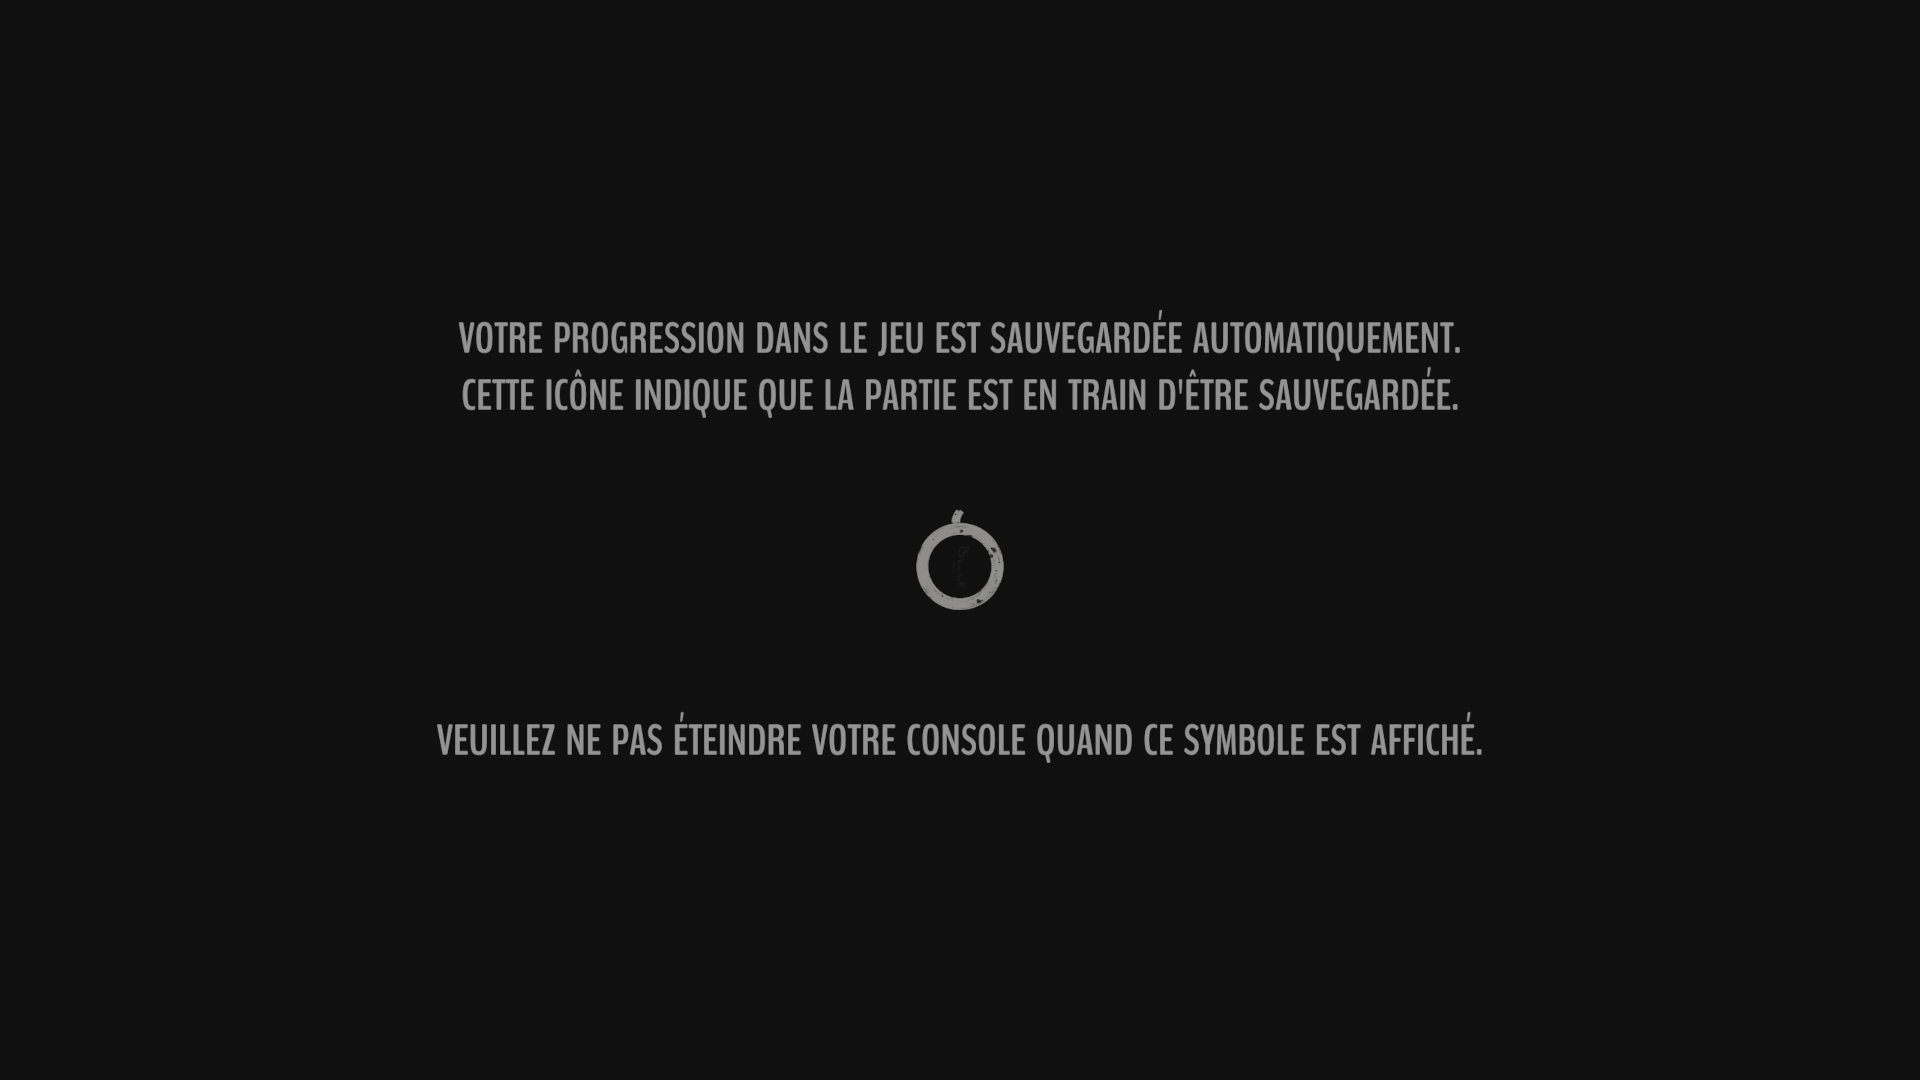 VOTRE PROGRESSION DANS LE JEU EST SAUVEGARDÉE AUTOMATIQUEMENT.
CETTE ICÔNE INDIQUE QUE LA PARTIE EST EN TRAIN D'ÊTRE SAUVEGARDÉE.
VEUILLEZ NE PAS ÉTEINDRE VOTRE CONSOLE QUAND CE SYMBOLE EST AFFICHÉ.